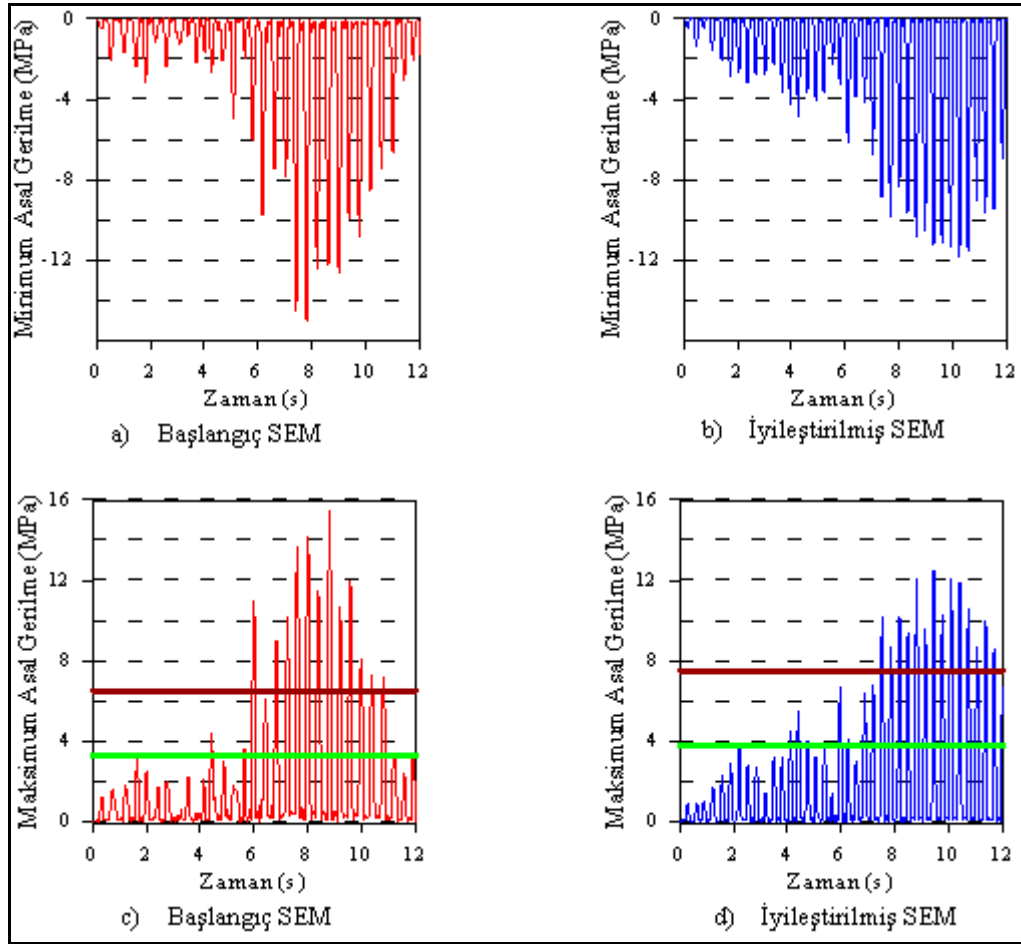 Minimum Asal Gerilme (MPa)
0
-4
-8
-12
0 2 4 6 8 10 12
Zaman (s)
a) Başlangıç SEM
Minimum Asal Gerilme (MPa)
0
-4
-8
-12
0 2 4 6 8 10 12
Zaman (s)
b) İyileştirilmiş SEM
Maksimum Asal Gerilme (MPa)
16
12
8
4
0
0 2 4 6 8 10 12
Zaman (s)
c) Başlangıç SEM
Maksimum Asal Gerilme (MPa)
16
12
8
4
0
0 2 4 6 8 10 12
Zaman (s)
d) İyileştirilmiş SEM